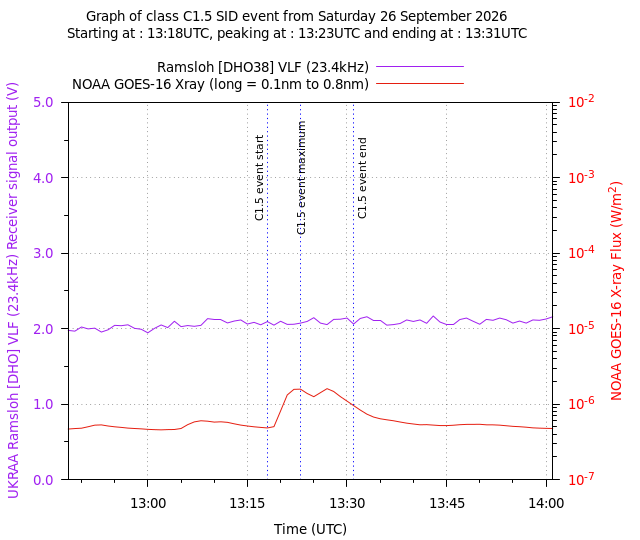 Graph of class C1.5 SID event from Saturday 26 September 2026
Starting at : 13:18UTC, peaking at : 13:23UTC and ending at : 13:31UTC
Ramsloh [DHO38] VLF (23.4kHz)
NOAA GOES-16 Xray (long = 0.1nm to 0.8nm)
UKRAA Ramsloh [DHO] VLF (23.4kHz) Receiver signal output (V)
5.0
4.0
3.0
2.0
1.0
0.0
C1.5 event start
C1.5 event maximum
C1.5 event end
10-2
10-3
10-4
10-5
10-6
10-7
NOAA GOES-16 X-ray Flux (W/m2)
13:00
13:15
13:30
13:45
14:00
Time (UTC)